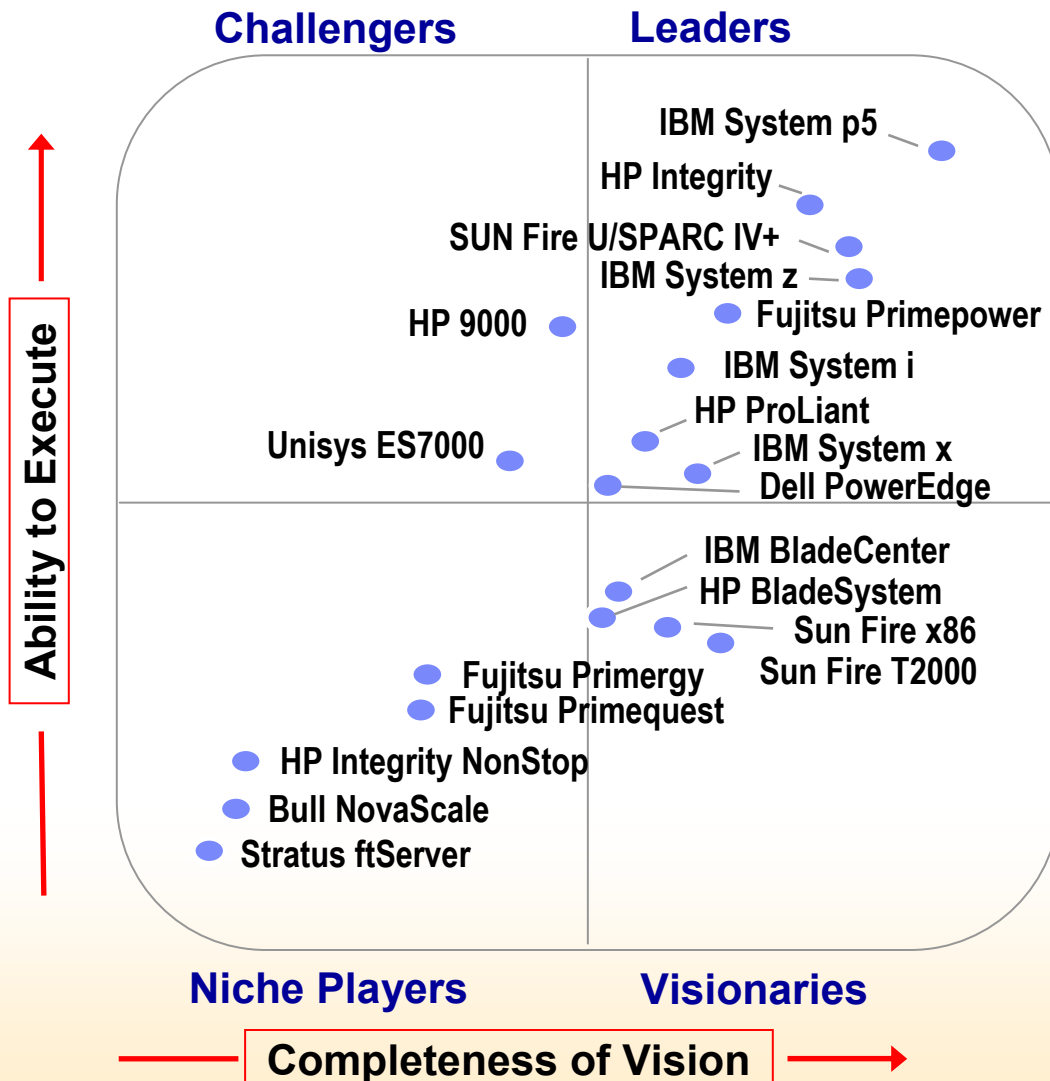 Challengers
Leaders
IBM System p5
HP Integrity
SUN Fire U/SPARC IV+
IBM System z
HP 9000
Fujitsu Primepower
IBM System i
HP ProLiant
Unisys ES7000
IBM System x
Dell PowerEdge
Ability to Execute
IBM BladeCenter
HP BladeSystem
Sun Fire x86
Sun Fire T2000
Fujitsu Primergy
Fujitsu Primequest
HP Integrity NonStop
Bull NovaScale
Stratus ftServer
Niche Players
Visionaries
Completeness of Vision